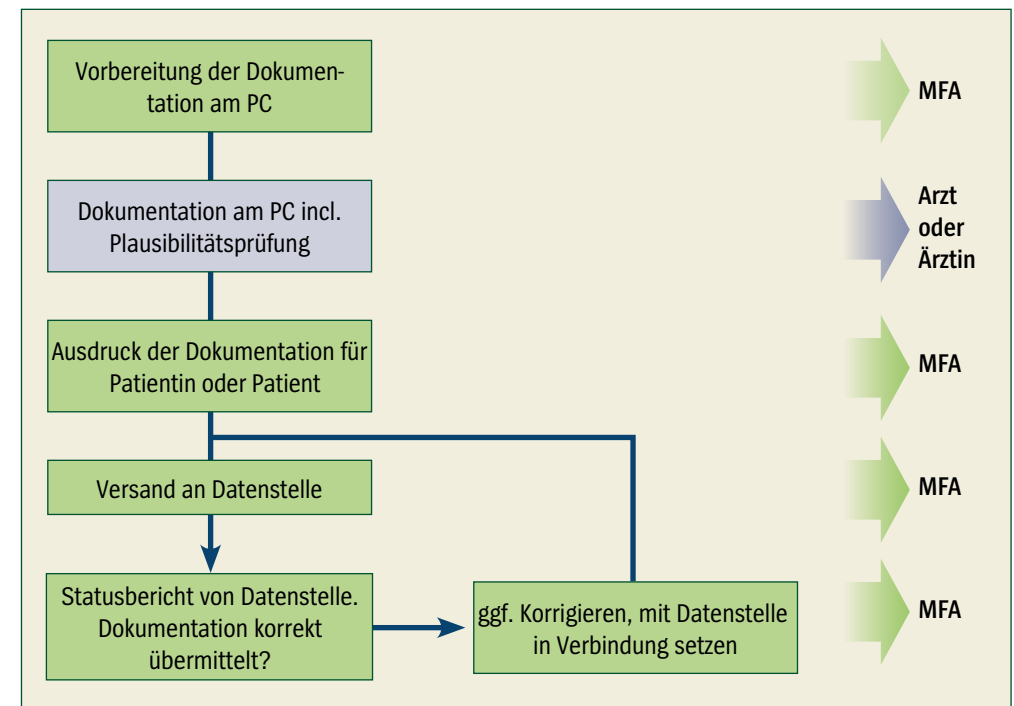 Vorbereitung der Dokumen-
tation am PC
MFA
Dokumentation am PC incl.
Plausibilitätsprüfung
Arzt
oder
Ärztin
Ausdruck der Dokumentation für
Patientin oder Patient
MFA
Versand an Datenstelle
MFA
Statusbericht von Datenstelle.
Dokumentation korrekt
übermittelt?
ggf. Korrigieren, mit Datenstelle
in Verbindung setzen
MFA